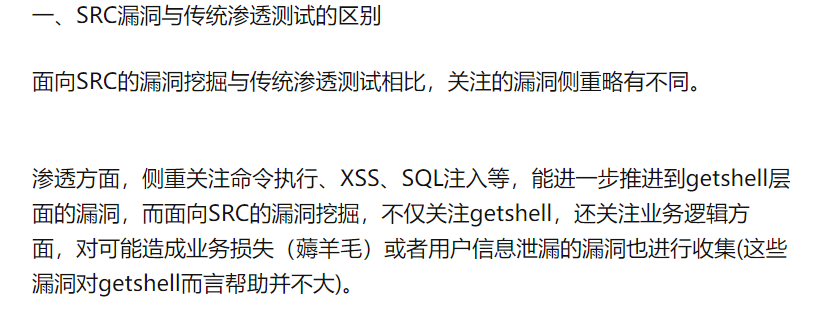 一、SRC漏洞与传统渗透测试的区别
面向SRC的漏洞挖掘与传统渗透测试相比，关注的漏洞侧重略有不同。
渗透方面，侧重关注命令执行、XSS、SQL注入等，能进一步推进到getshell层
面的漏洞，而面向SRC的漏洞挖掘，不仅关注getshell，还关注业务逻辑方
面，对可能造成业务损失（薅羊毛）或者用户信息泄漏的漏洞也进行收集(这些
漏洞对getshell而言帮助并不大)。